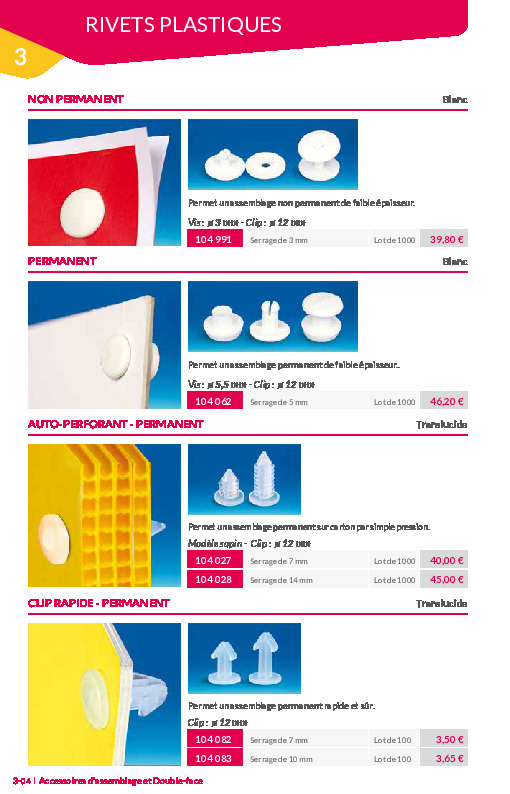 RIVETS PLASTIQUES
3
NON PERMANENT Blanc
Permet un assemblage non permanent de faible épaisseur.
Vis : ø 3 mm - Clip : ø 12 mm
104 991 Serrage de 3 mm Lot de 1000 39,80 €
PERMANENT Blanc
Permet un assemblage permanent de faible épaisseur..
Vis : ø 5,5 mm - Clip : ø 12 mm
104 062 Serrage de 5 mm Lot de 1000 46,20 €
AUTO-PERFORANT - PERMANENT Translucide
Permet un assemblage permanent sur carton par simple pression.
Modèle sapin - Clip : ø 12 mm
104 027 Serrage de 7 mm Lot de 1000 40,00 €
104 028 Serrage de 14 mm Lot de 1000 45,00 €
CLIP RAPIDE - PERMANENT Translucide
Permet un assemblage permanent rapide et sûr.
Clip : ø 12 mm
104 082 Serrage de 7 mm Lot de 100 3,50 €
104 083 Serrage de 10 mm Lot de 100 3,65 €
3-04 I Accessoires d'assemblage et Double-face